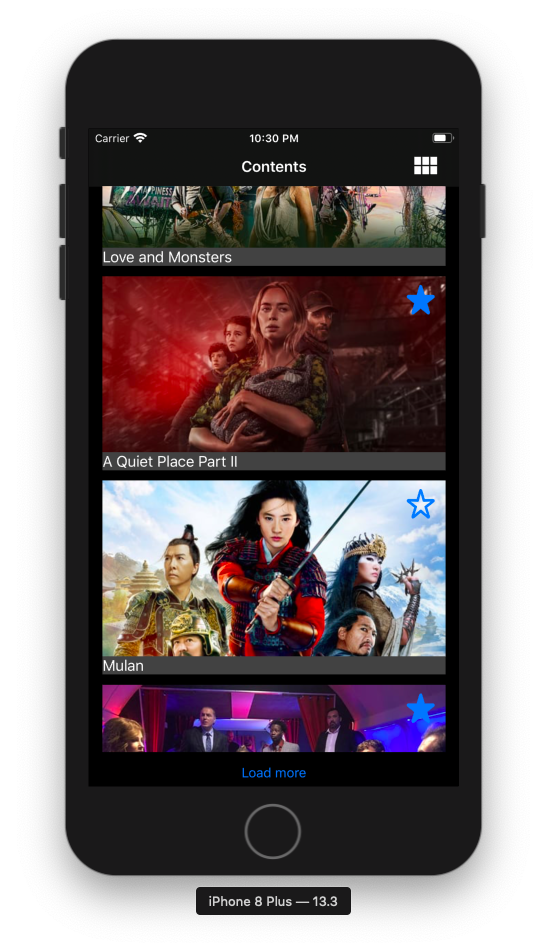 Carrier
10:30 PM
Contents
HAPPINESS
Love and Monsters
A Quiet Place Part II
Mulan
Load more
iPhone 8 Plus — 13.3